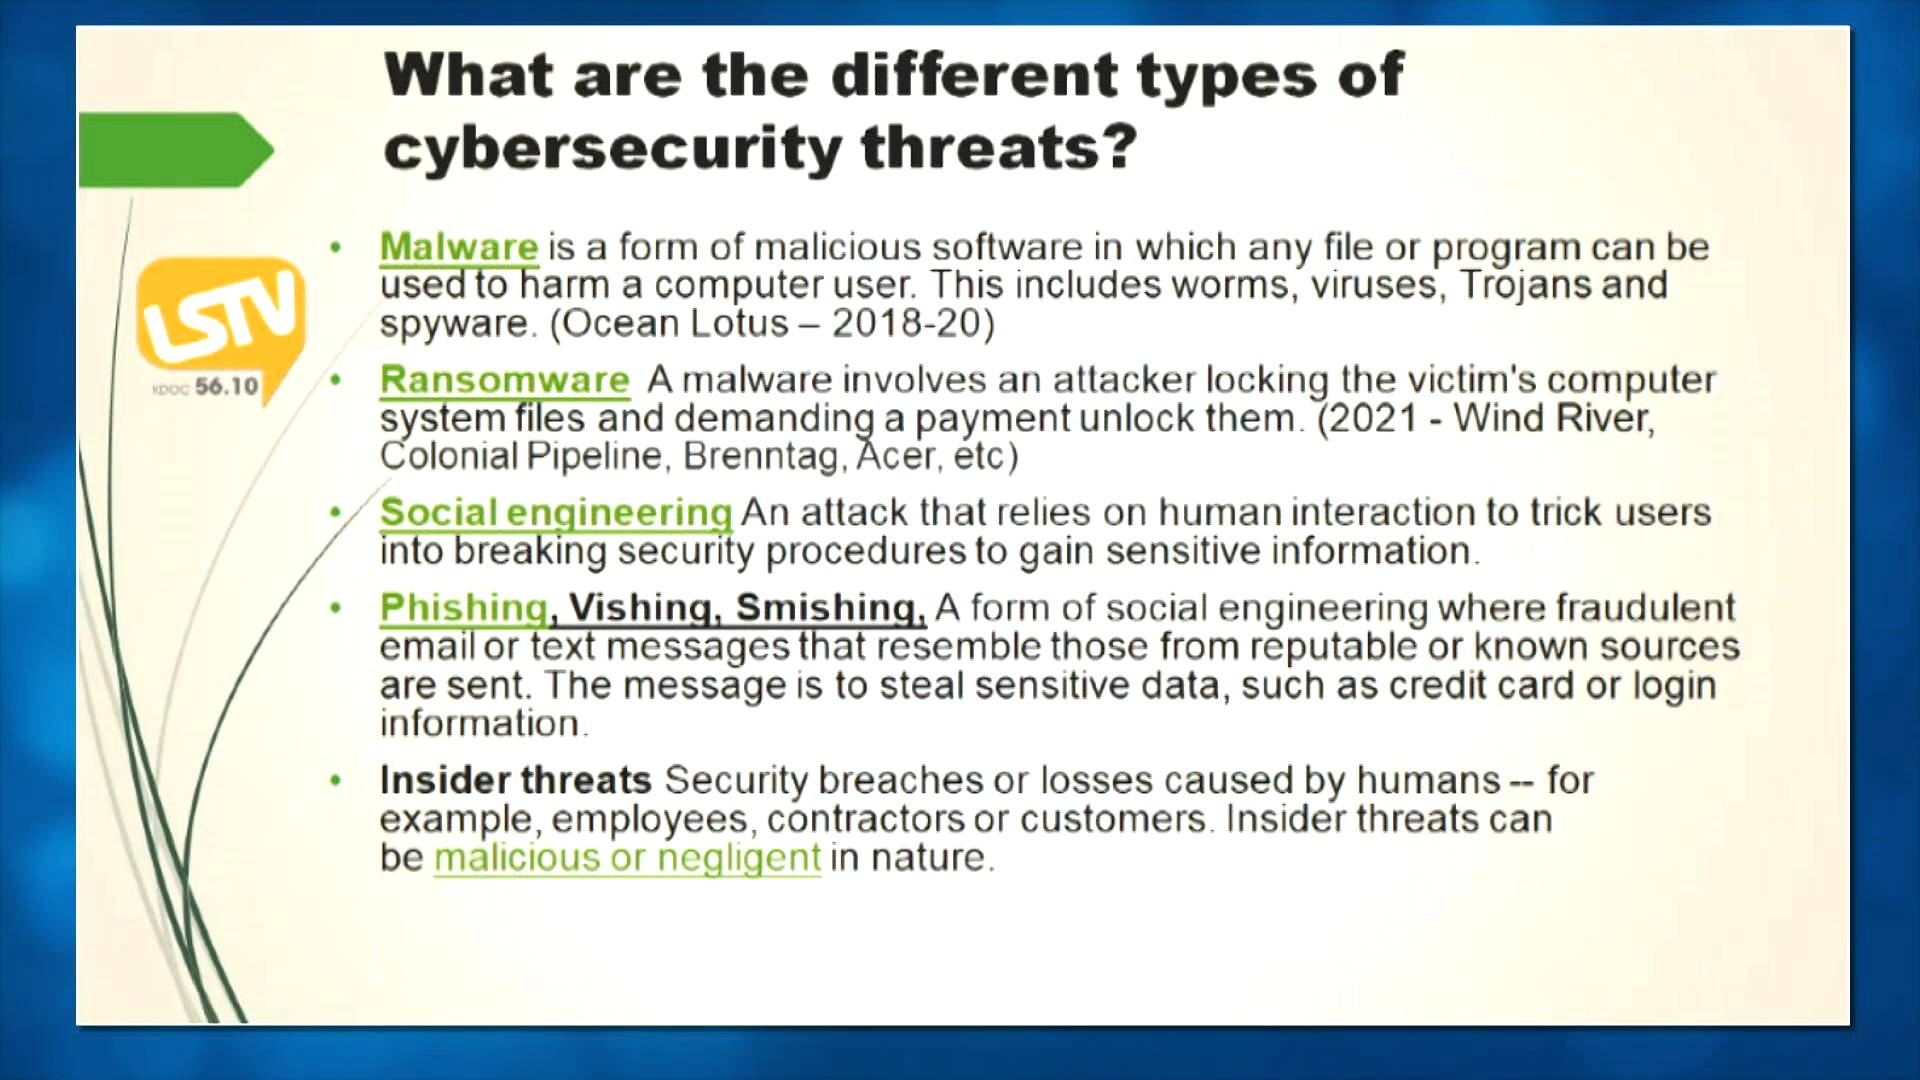 What are the different types of
cybersecurity threats?
Malware is a form of malicious software in which any file or program can be
used to harm a computer user. This includes worms, viruses, Trojans and
spyware. (Ocean Lotus – 2018-20)
Ransomware A malware involves an attacker locking the victim's computer
system files and demanding a payment unlock them. (2021 - Wind River,
Colonial Pipeline, Brenntag, Acer, etc)
Social engineering An attack that relies on human interaction to trick users
into breaking security procedures to gain sensitive information.
Phishing, Vishing, Smishing, A form of social engineering where fraudulent
email or text messages that resemble those from reputable or known sources
are sent. The message is to steal sensitive data, such as credit card or login
information.
Insider threats Security breaches or losses caused by humans -- for
example, employees, contractors or customers. Insider threats can
be malicious or negligent in nature.
LSTV
KDOC 56.10